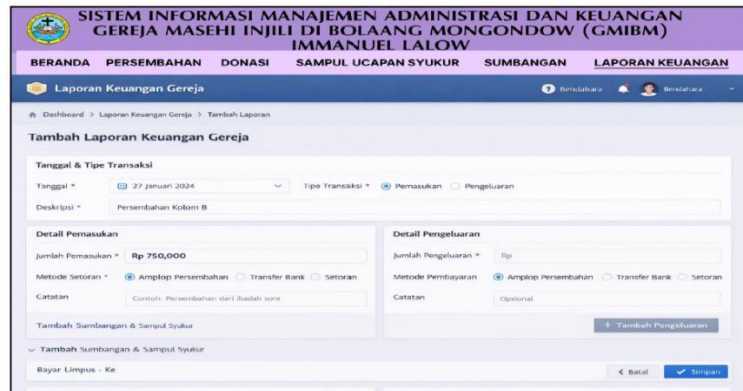 SISTEM INFORMASI MANAJEMEN ADMINISTRASI DAN KEUANGAN
GEREJA MASEHI INJILI DI BOLAANG MONGONDOW (GMIBM)
IMMANUEL LALOW
BERANDA PERSEMBAHAN DONASI SAMPUL UCAPAN SYUKUR SUMBANGAN LAPORAN KEUANGAN
Laporan Keuangan Gereja ? Bendahara Bendahara
Dashboard > Laporan Keuangan Gereja > Tambah Laporan
Tambah Laporan Keuangan Gereja
Tanggal & Tipe Transaksi
Tanggal * 27 Januari 2024 Tipe Transaksi * Pemasukan Pengeluaran
Deskripsi * Persembahan Kolom B
Detail Pemasukan Detail Pengeluaran
Jumlah Pemasukan * Rp 750,000 Jumlah Pengeluaran * Rp
Metode Setoran * Amplop Persembahan Transfer Bank Setoran Metode Pembayaran Amplop Persembahan Transfer Bank Setoran
Catatan Contoh: Persembahan dari ibadah sore Catatan Opsional
Tambah Sumbangan & Sampul Syukur + Tambah Pengeluaran
Tambah Sumbangan & Sampul Syukur
Bayar Limpus - Ke < Batal Simpan